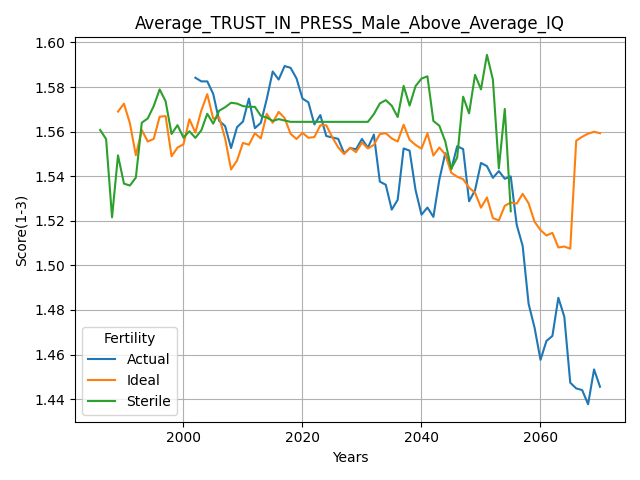 Average_TRUST_IN_PRESS_Male_Above_Average_IQ
1.60
1.58
1.56
1.54
1.52
1.50
1.48
1.46
1.44
Score(1-3)
Fertility
Actual
Ideal
Sterile
2000
2020
2040
2060
Years